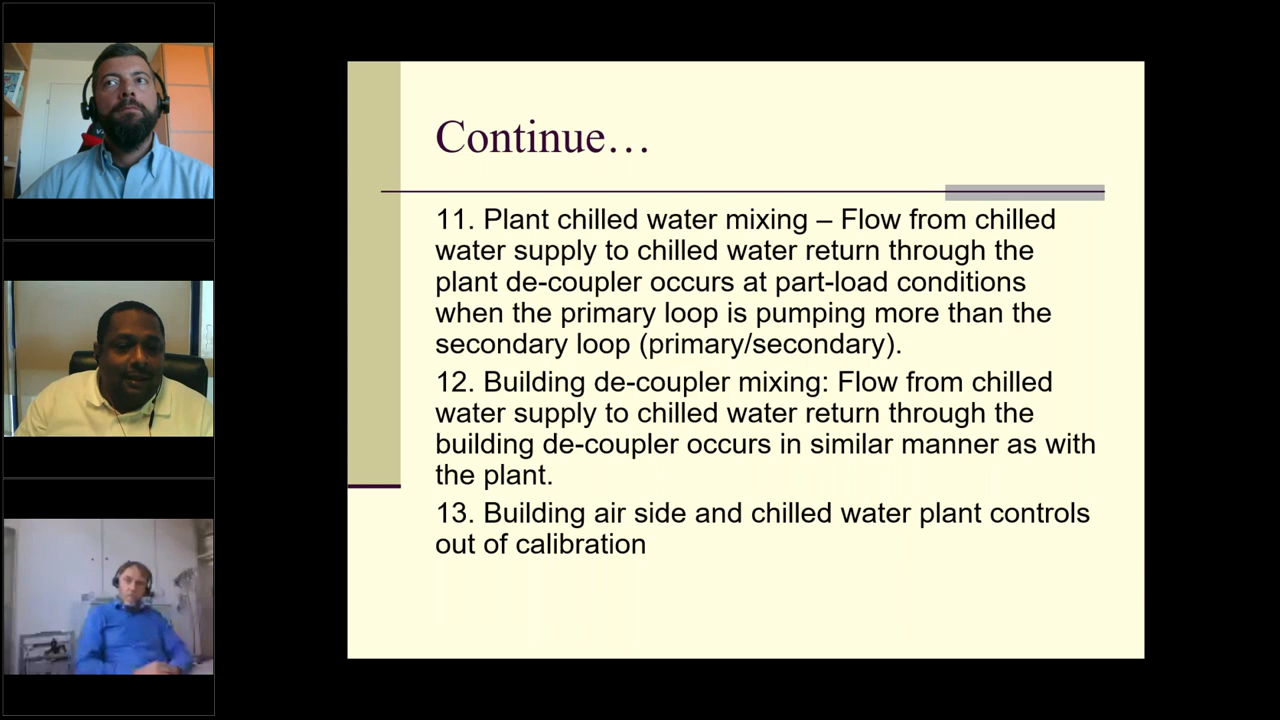 Continue…
11. Plant chilled water mixing – Flow from chilled
water supply to chilled water return through the
plant de-coupler occurs at part-load conditions
when the primary loop is pumping more than the
secondary loop (primary/secondary).
12. Building de-coupler mixing: Flow from chilled
water supply to chilled water return through the
building de-coupler occurs in similar manner as with
the plant.
13. Building air side and chilled water plant controls
out of calibration